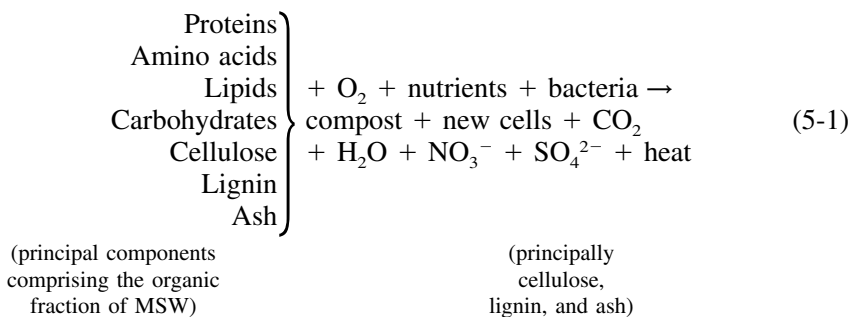 Proteins
Amino acids
Lipids + O₂ + nutrients + bacteria →
Carbohydrates compost + new cells + CO₂ (5-1)
Cellulose + H₂O + NO₃⁻ + SO₄²⁻ + heat
Lignin
Ash
(principal components (principally
comprising the organic cellulose,
fraction of MSW) lignin, and ash)